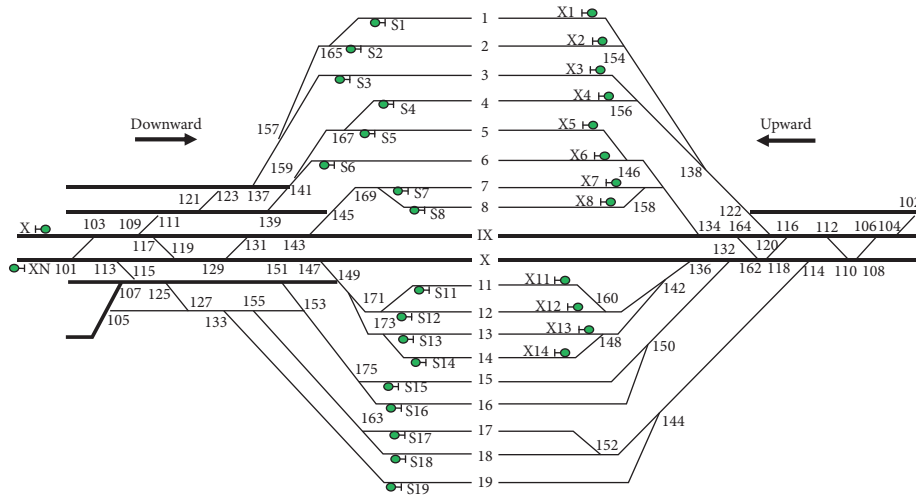 S1 1 X1
165 S2 2 X2 154
S3 3 X3
157 S4 4 X4 156
Downward 167 S5 5 X5 Upward
159 S6 6 X6 146 138
121 123 137 141 169 S7 7 X7
S8 8 X8 158 122 102
X 103 109 111 139 145 134 164 116 112 106 104
117 119 131 143 IX 132 120
XN 101 113 115 129 151 147 149 X 136 162 118 114 110 108
107 125 171 S11 11 X11 160 142
105 127 155 153 S12 12 X12
133 173 S13 13 X13 148
S14 14 X14 150
175 S15 15
S16 16
163 S17 17 144
S18 18 152
S19 19